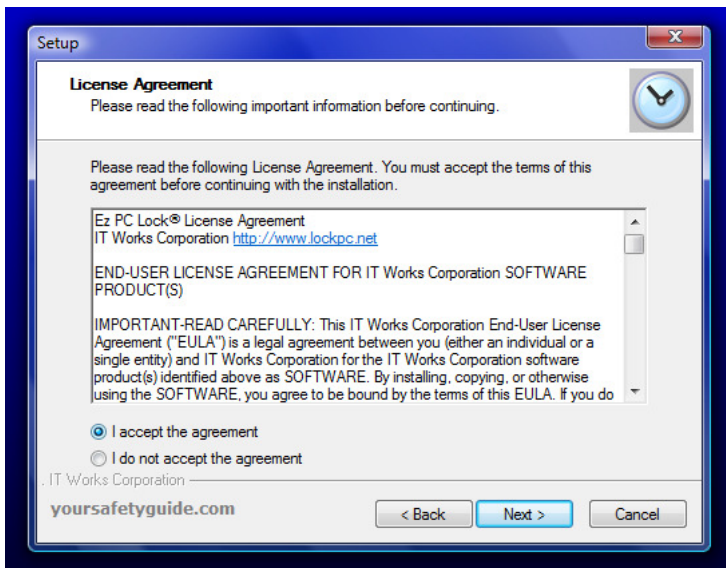 Setup
License Agreement
Please read the following important information before continuing.
Please read the following License Agreement. You must accept the terms of this
agreement before continuing with the installation.
Ez PC Lock® License Agreement
IT Works Corporation http://www.lockpc.net
END-USER LICENSE AGREEMENT FOR IT Works Corporation SOFTWARE
PRODUCT(S)
IMPORTANT-READ CAREFULLY: This IT Works Corporation End-User License
Agreement ("EULA") is a legal agreement between you (either an individual or a
single entity) and IT Works Corporation for the IT Works Corporation software
product(s) identified above as SOFTWARE. By installing, copying, or otherwise
using the SOFTWARE, you agree to be bound by the terms of this EULA. If you do
I accept the agreement
I do not accept the agreement
. IT Works Corporation
yoursafetyguide.com
< Back
Next >
Cancel